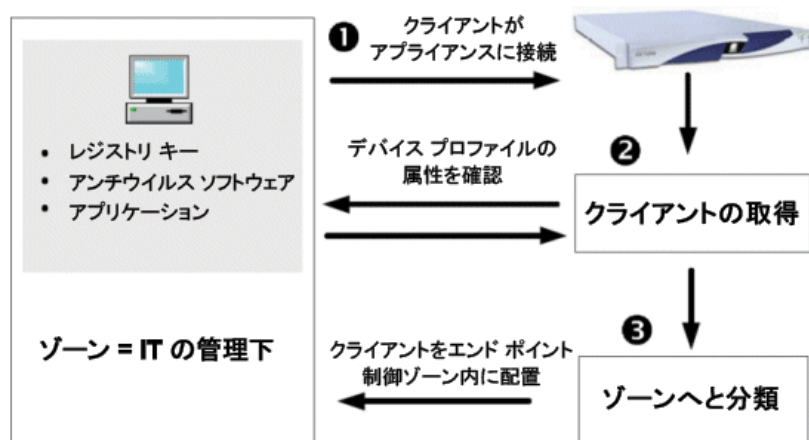 ❶
クライアントが
アプライアンスに接続
• レジストリ キー
• アンチウイルス ソフトウェア
• アプリケーション
デバイス プロファイルの
属性を確認
❷
クライアントの取得
ゾーン = IT の管理下
クライアントをエンド ポイント
制御ゾーン内に配置
❸
ゾーンへと分類